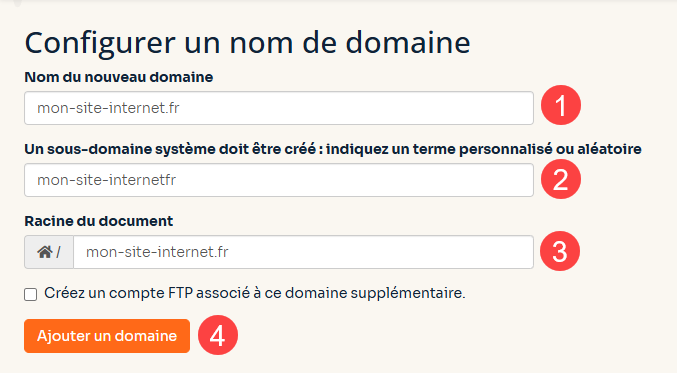 Configurer un nom de domaine
Nom du nouveau domaine
mon-site-internet.fr
1
Un sous-domaine système doit être créé : indiquez un terme personnalisé ou aléatoire
mon-site-internetfr
2
Racine du document
/ mon-site-internet.fr
3
Créez un compte FTP associé à ce domaine supplémentaire.
Ajouter un domaine
4